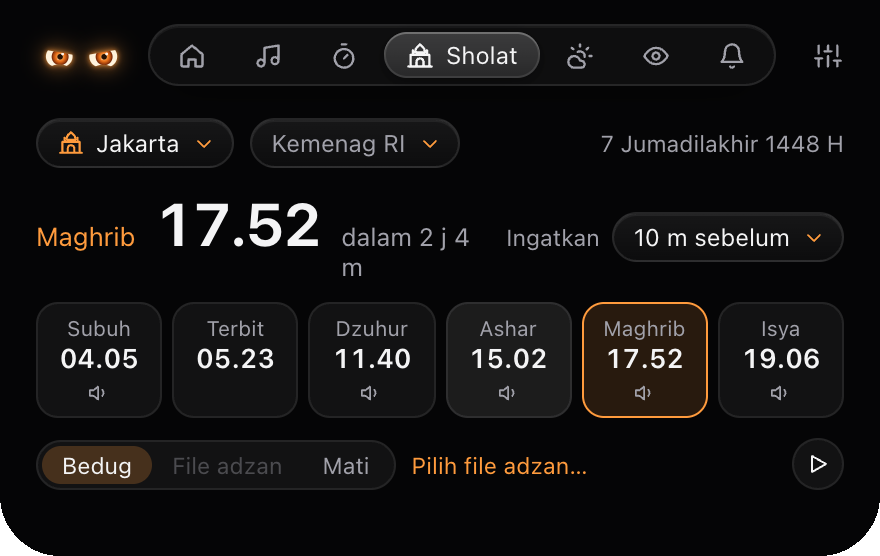 Sholat
Jakarta
Kemenag RI
7 Jumadilakhir 1448 H
Maghrib
17.52
dalam 2 j 4
m
Ingatkan
10 m sebelum
Subuh
04.05
Terbit
05.23
Dzuhur
11.40
Ashar
15.02
Maghrib
17.52
Isya
19.06
Bedug
File adzan
Mati
Pilih file adzan...